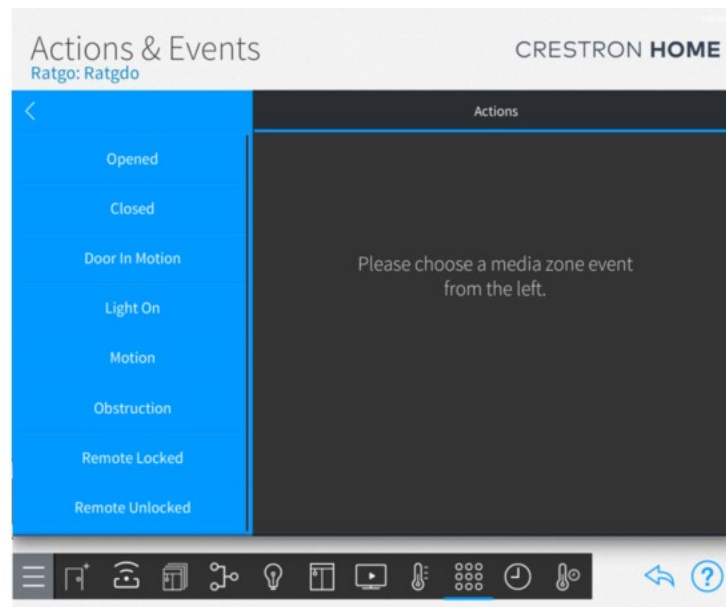 Actions & Events
Ratgo: Ratgdo
CRESTRON HOME
Actions
Opened
Closed
Door In Motion
Light On
Motion
Obstruction
Remote Locked
Remote Unlocked
Please choose a media zone event
from the left.
?